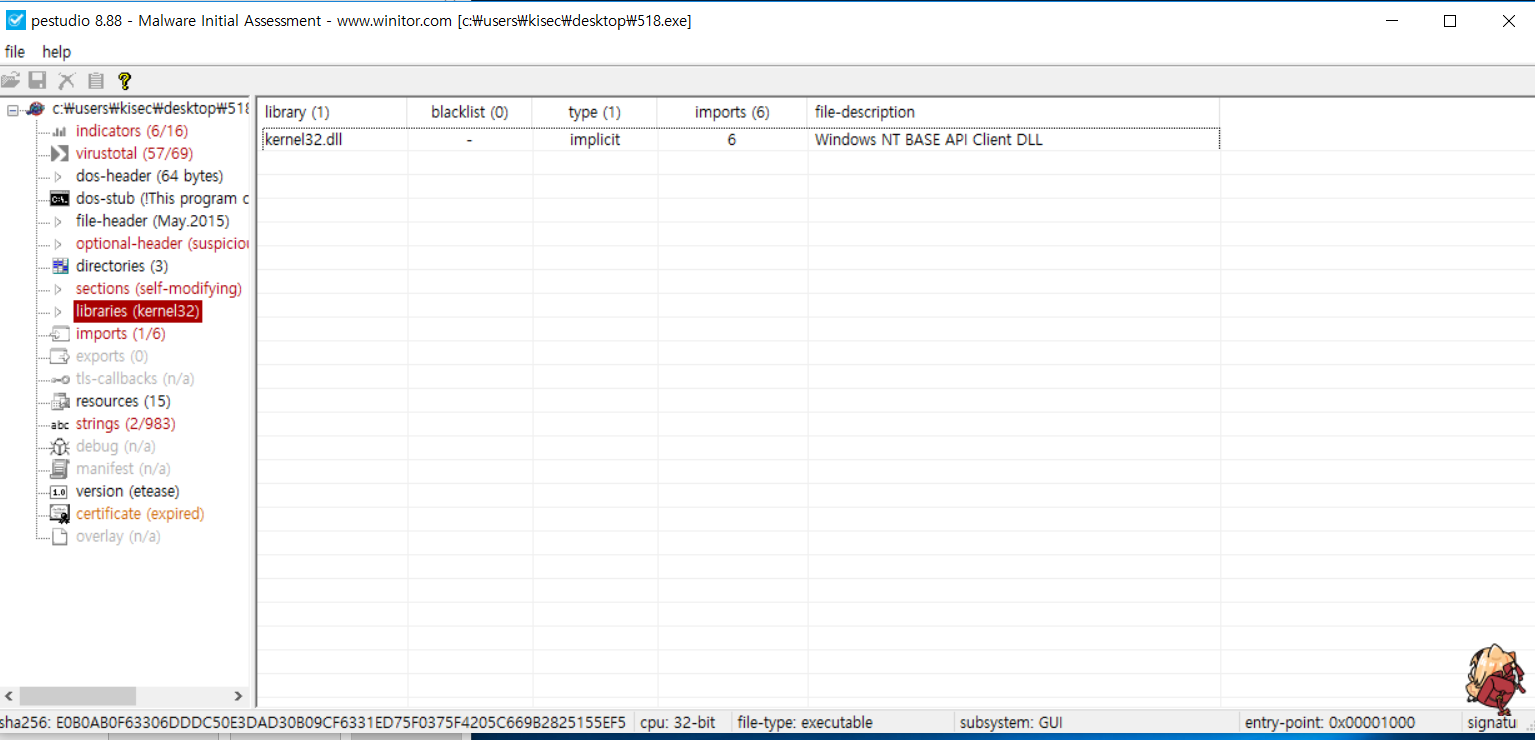 pestudio 8.88 - Malware Initial Assessment - www.winitor.com [c:₩users₩kisec₩desktop₩518.exe]
file help
c:₩users₩kisec₩desktop₩518
indicators (6/16)
virustotal (57/69)
dos-header (64 bytes)
dos-stub (!This program c
file-header (May.2015)
optional-header (suspiciou
directories (3)
sections (self-modifying)
libraries (kernel32)
imports (1/6)
exports (0)
tls-callbacks (n/a)
resources (15)
abc strings (2/983)
debug (n/a)
manifest (n/a)
1.0 version (etease)
certificate (expired)
overlay (n/a)
library (1) blacklist (0) type (1) imports (6) file-description
kernel32.dll - implicit 6 Windows NT BASE API Client DLL
sha256: E0B0AB0F63306DDDC50E3DAD30B09CF6331ED75F0375F4205C669B2825155EF5 cpu: 32-bit file-type: executable subsystem: GUI entry-point: 0x00001000 signatu